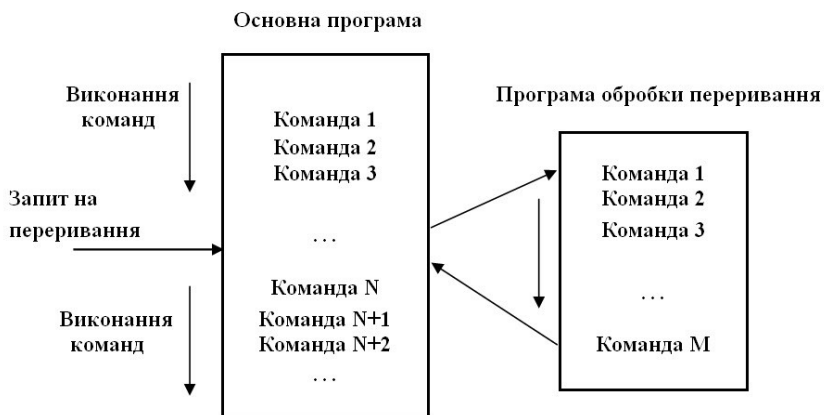 Основна програма
Виконання
команд
Команда 1
Команда 2
Команда 3
Запит на
переривання
...
Команда N
Виконання
команд
Команда N+1
Команда N+2
...
Програма обробки переривання
Команда 1
Команда 2
Команда 3
...
Команда M